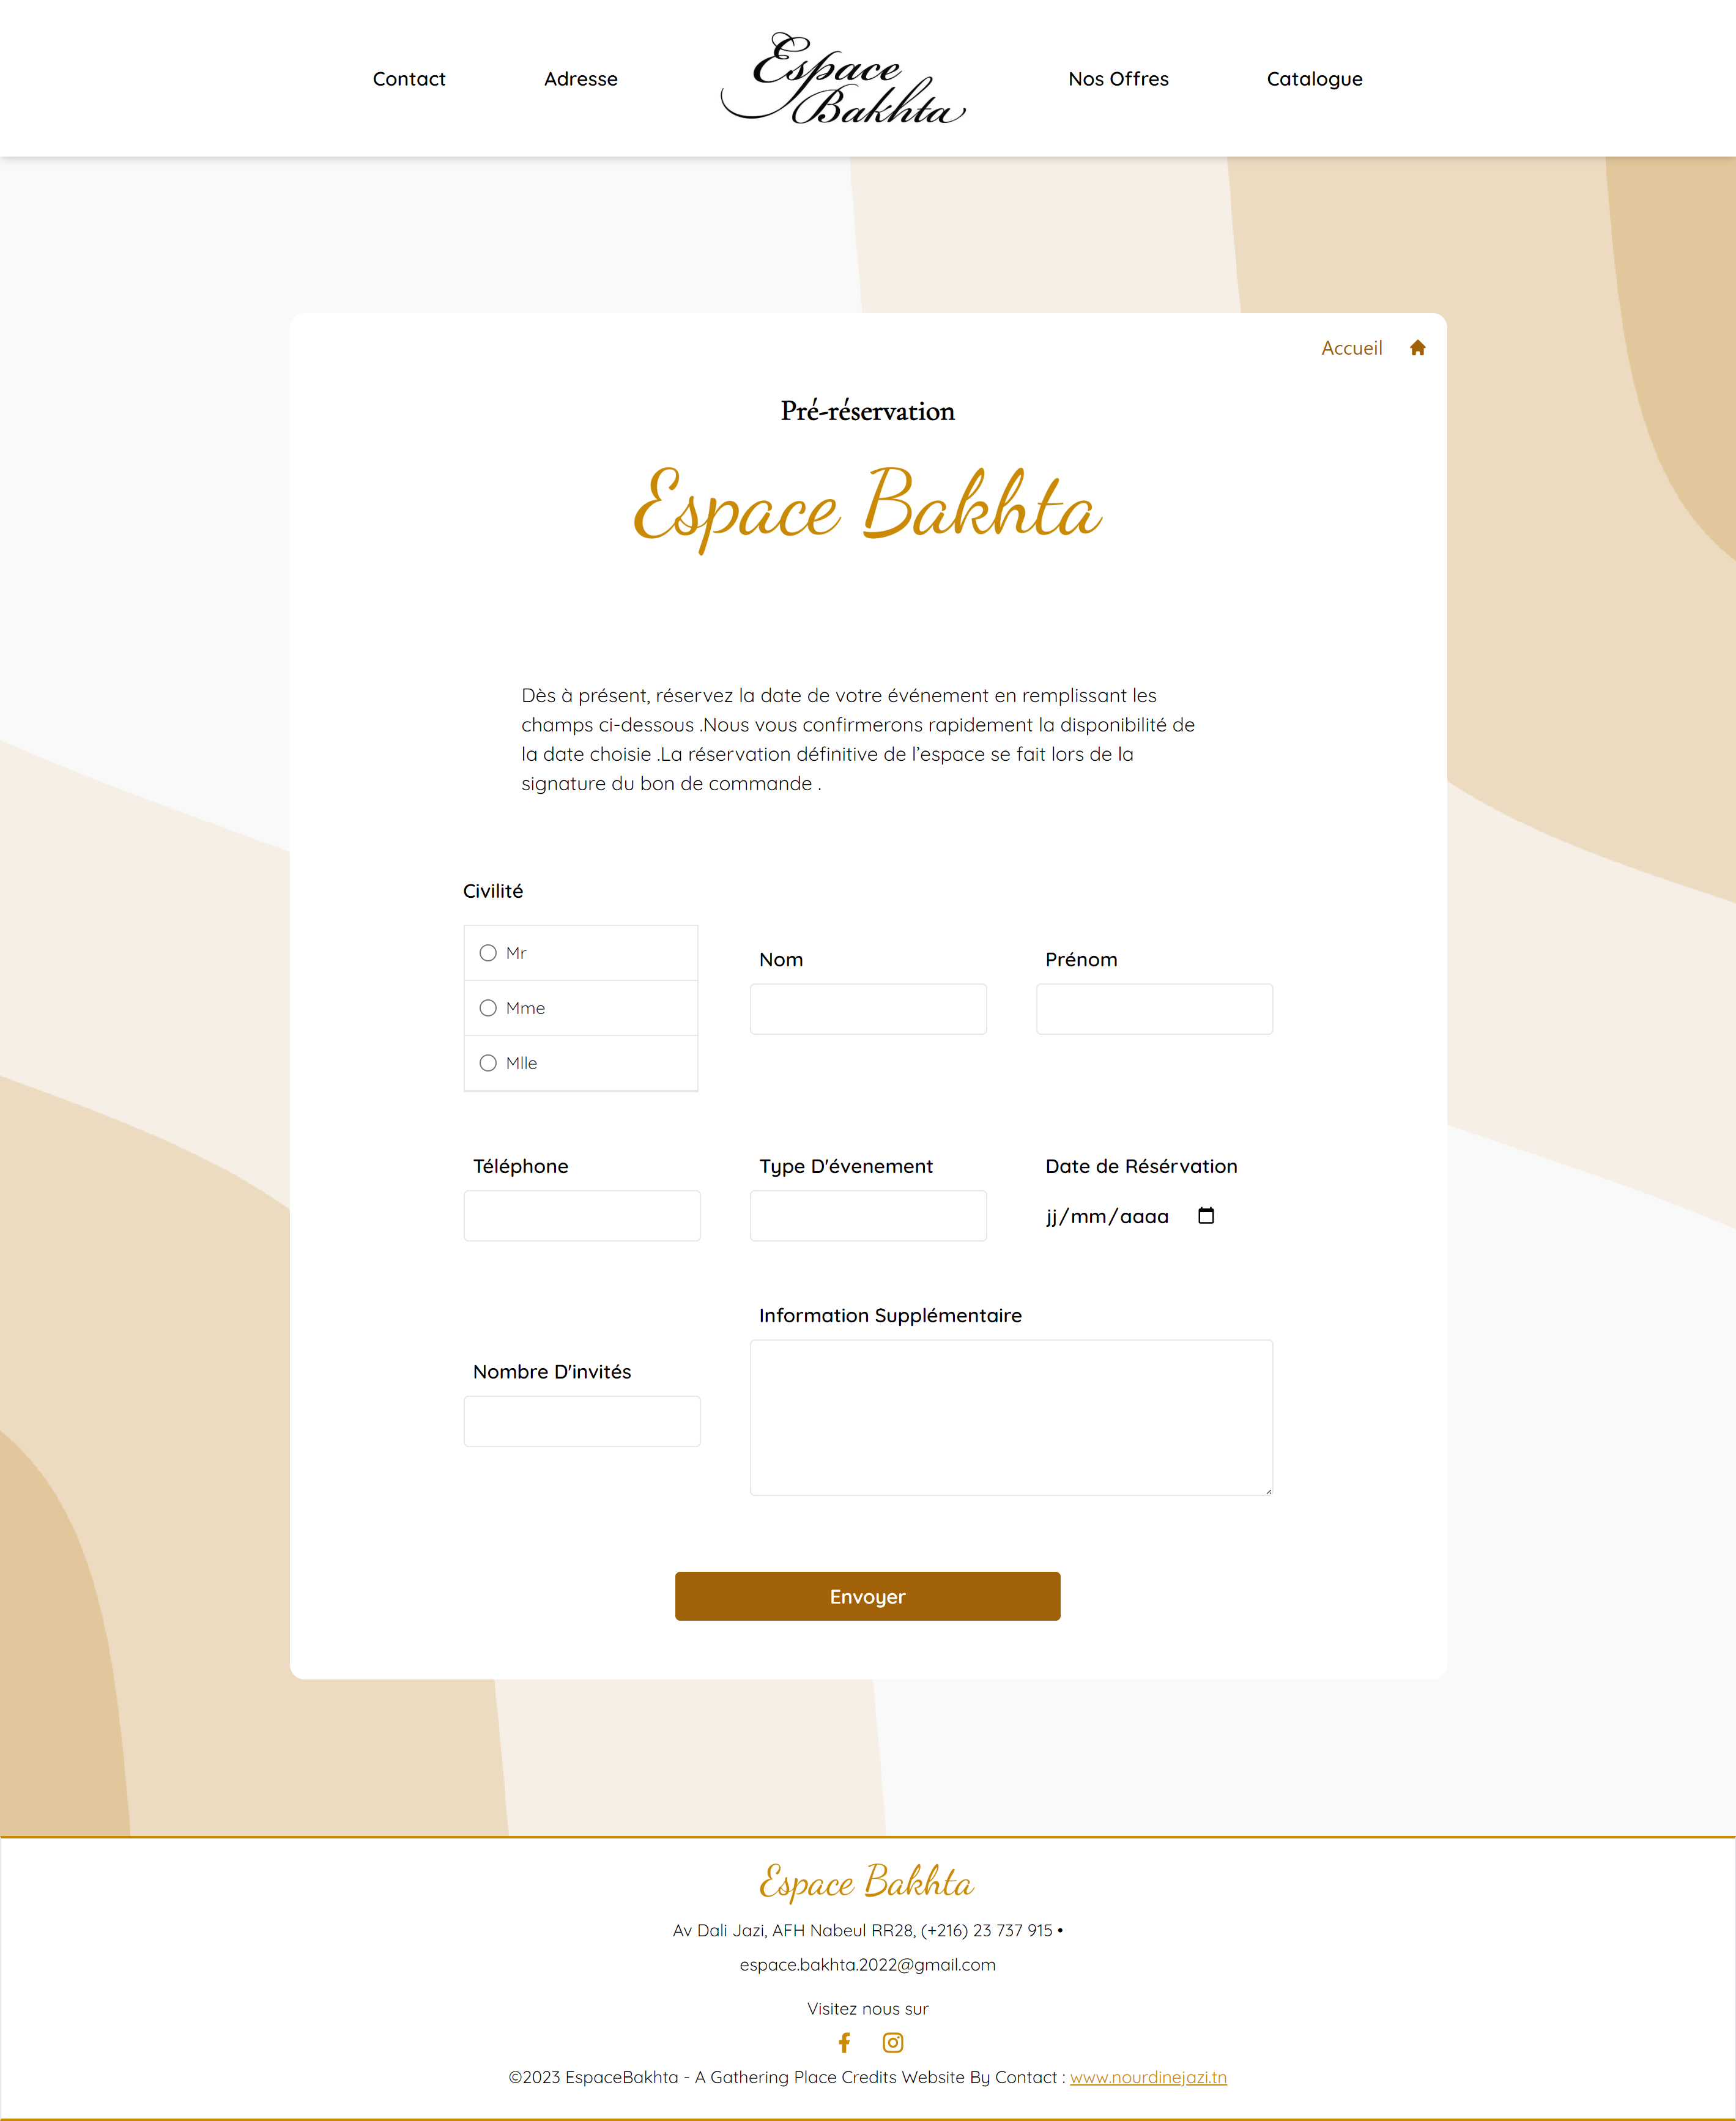 Contact
Adresse
Espace
Bakhta
Nos Offres
Catalogue
Accueil
Pré-réservation
Espace Bakhta
Dès à présent, réservez la date de votre événement en remplissant les
champs ci-dessous .Nous vous confirmerons rapidement la disponibilité de
la date choisie .La réservation définitive de l’espace se fait lors de la
signature du bon de commande .
Civilité
Mr
Mme
Mlle
Nom
Prénom
Téléphone
Type D'évenement
Date de Résérvation
jj/mm/aaaa
Nombre D'invités
Information Supplémentaire
Envoyer
Espace Bakhta
Av Dali Jazi, AFH Nabeul RR28, (+216) 23 737 915 •
espace.bakhta.2022@gmail.com
Visitez nous sur
©2023 EspaceBakhta - A Gathering Place Credits Website By Contact : www.nourdinejazi.tn